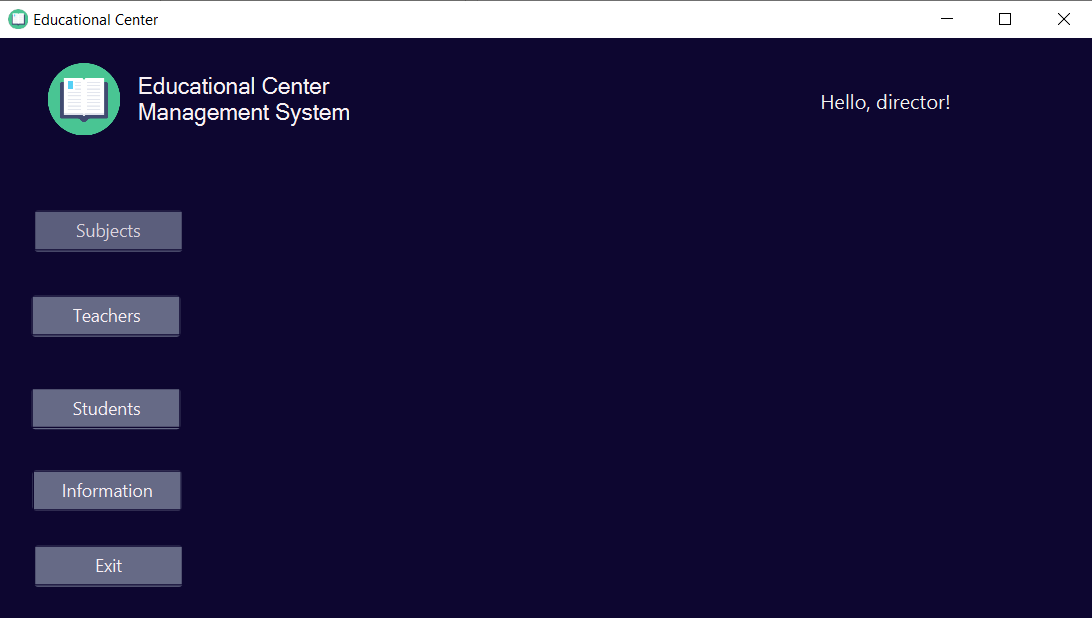 Educational Center
Educational Center
Management System
Hello, director!
Subjects
Teachers
Students
Information
Exit